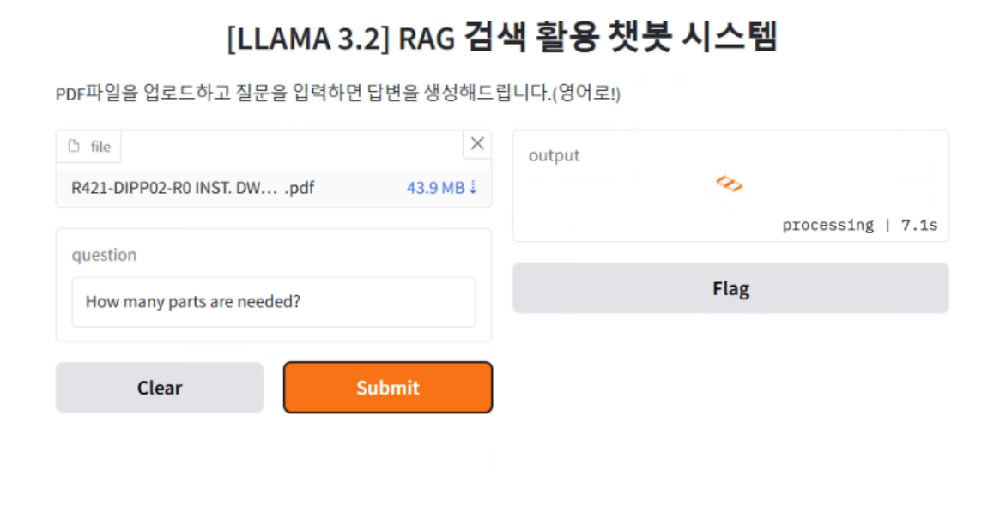 [LLAMA 3.2] RAG 검색 활용 챗봇 시스템
PDF파일을 업로드하고 질문을 입력하면 답변을 생성해드립니다.(영어로!)
file
R421-DIPP02-R0 INST. DW... .pdf 43.9 MB ⇣
question
How many parts are needed?
Clear
Submit
output
processing | 7.1s
Flag